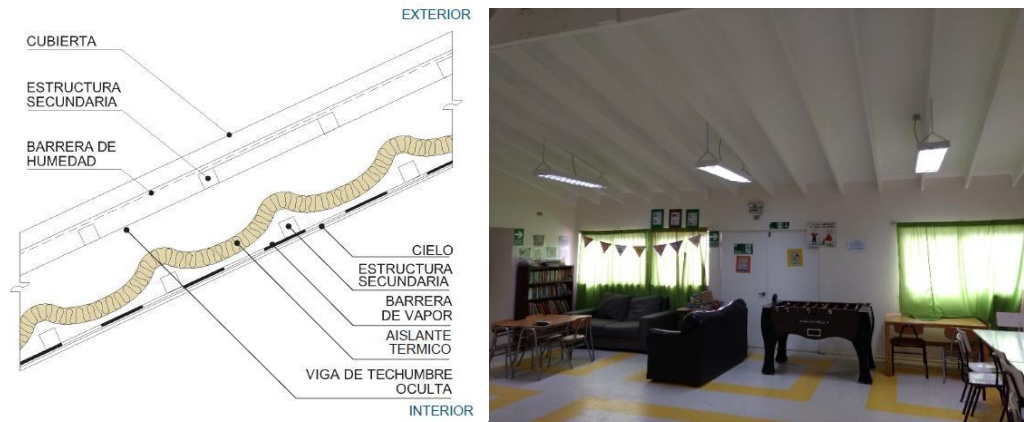 EXTERIOR
CUBIERTA
ESTRUCTURA
SECUNDARIA
BARRERA DE
HUMEDAD
CIELO
ESTRUCTURA
SECUNDARIA
BARRERA
DE VAPOR
AISLANTE
TERMICO
VIGA DE TECHUMBRE
OCULTA
INTERIOR